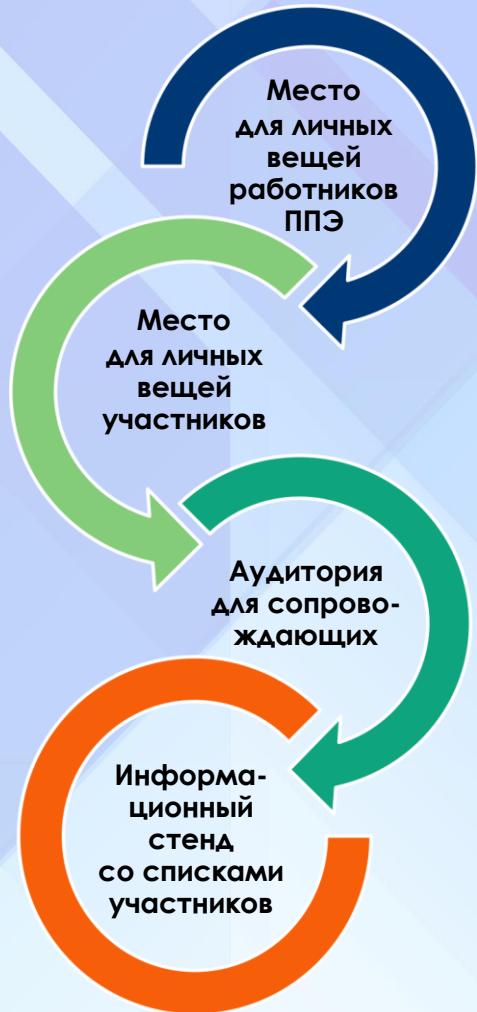 Место
для личных
вещей
работников
ППЭ
Место
для личных
вещей
участников
Аудитория
для сопрово-
ждающих
Информа-
ционный
стенд
со списками
участников